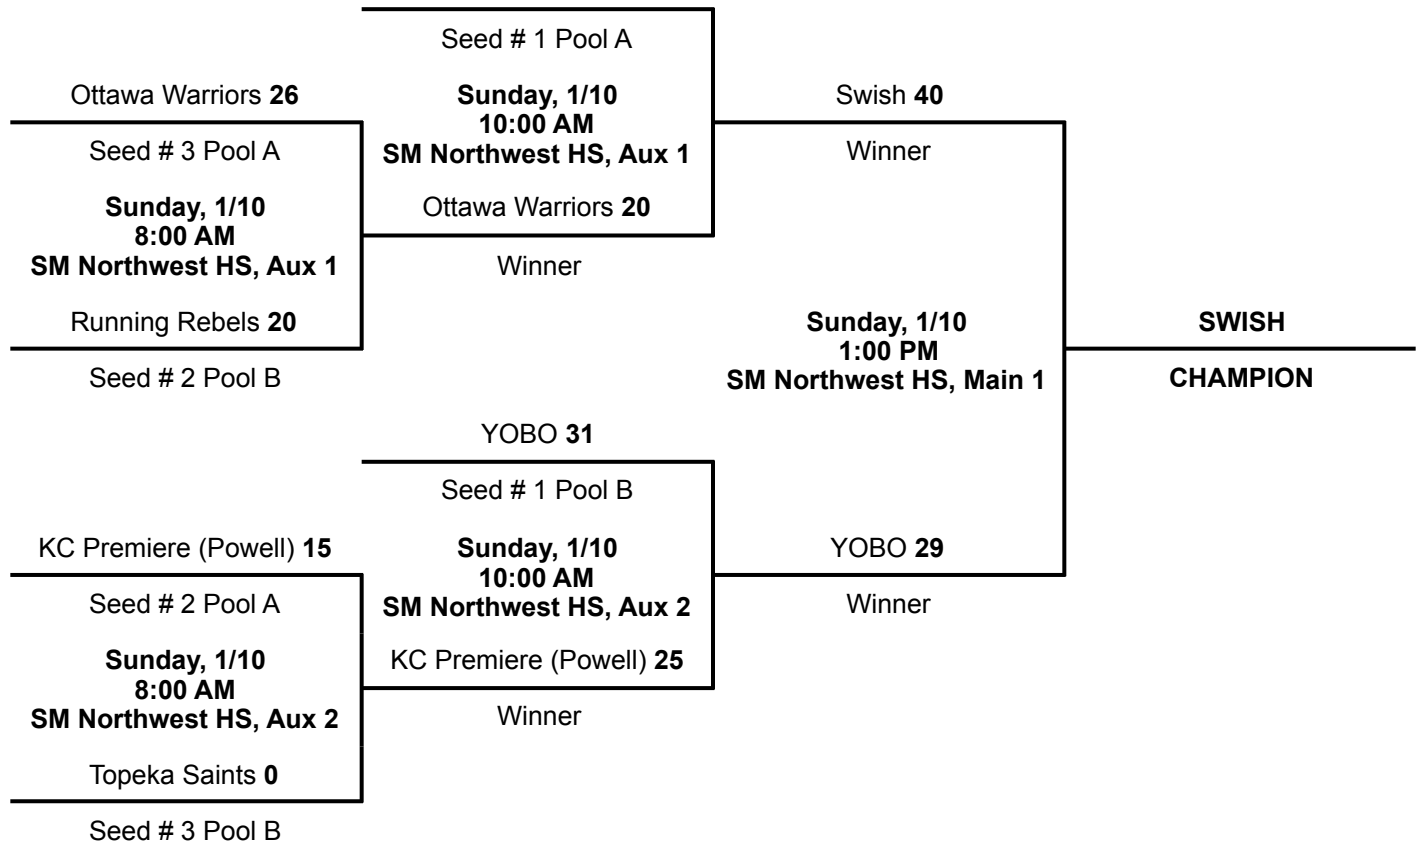 Seed # 1 Pool A
Sunday, 1/10
10:00 AM
SM Northwest HS, Aux 1
Ottawa Warriors 20
Winner
Ottawa Warriors 26
Seed # 3 Pool A
Sunday, 1/10
8:00 AM
SM Northwest HS, Aux 1
Running Rebels 20
Seed # 2 Pool B
Swish 40
Winner
Sunday, 1/10
1:00 PM
SM Northwest HS, Main 1
SWISH
CHAMPION
YOBO 31
Seed # 1 Pool B
Sunday, 1/10
10:00 AM
SM Northwest HS, Aux 2
KC Premiere (Powell) 25
Winner
YOBO 29
Winner
KC Premiere (Powell) 15
Seed # 2 Pool A
Sunday, 1/10
8:00 AM
SM Northwest HS, Aux 2
Topeka Saints 0
Seed # 3 Pool B